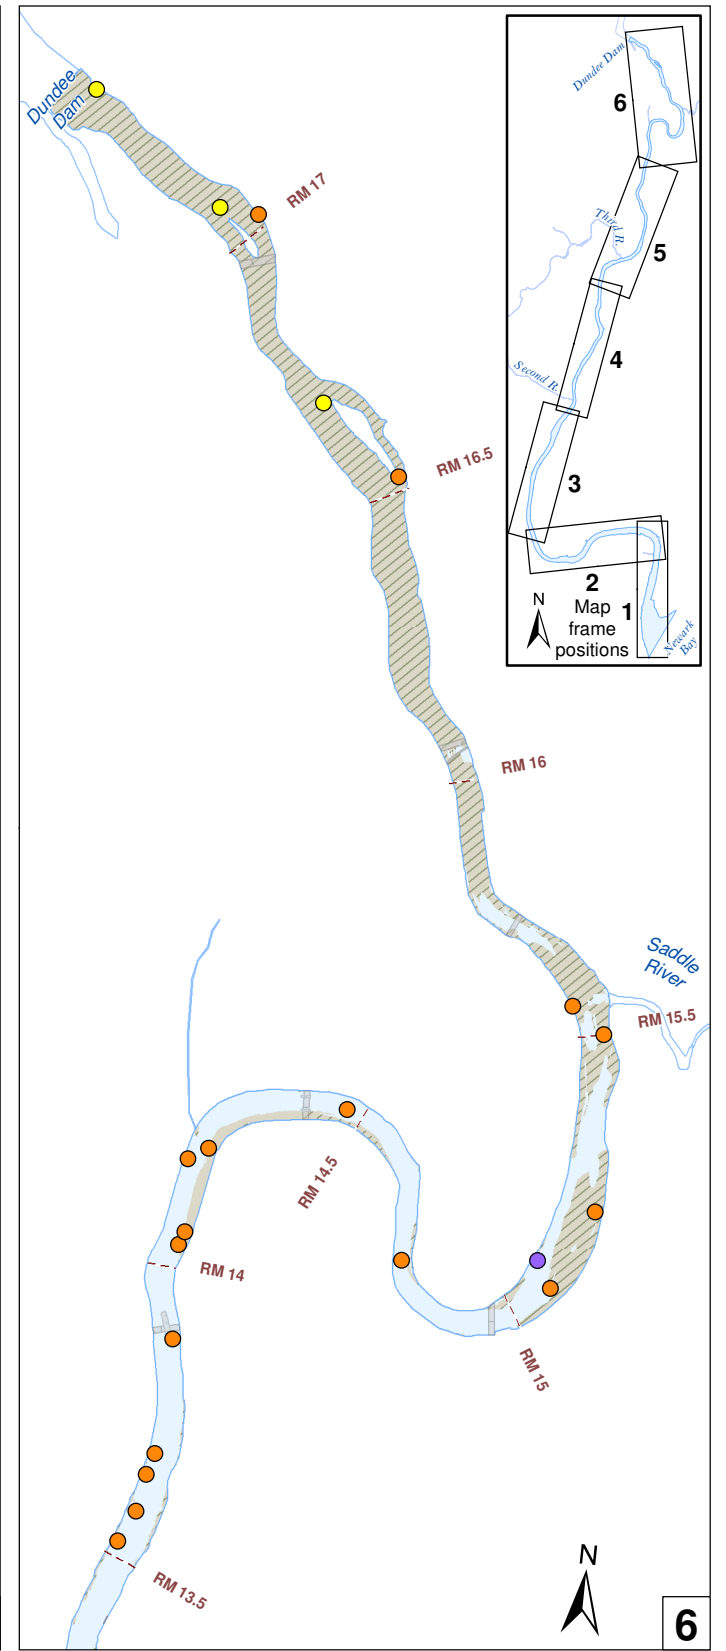 Dundee
Dam
RM 17
RM 16.5
RM 16
Saddle
River
RM 15.5
RM 14.5
RM 14
RM 15
RM 13.5
N
6
Dundee Dam
6
Third R.
5
4
Second R.
3
2
1
N
Map
frame
positions
Newark
Bay